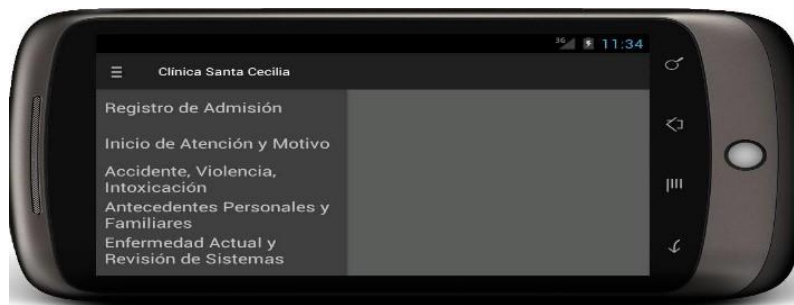 3G 11:34
Clínica Santa Cecilia
Registro de Admisión
Inicio de Atención y Motivo
Accidente, Violencia,
Intoxicación
Antecedentes Personales y
Familiares
Enfermedad Actual y
Revisión de Sistemas